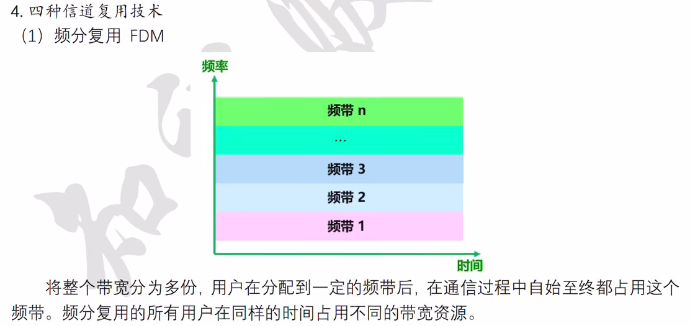 4. 四种信道复用技术
（1）频分复用 FDM
频率
频带 n
...
频带 3
频带 2
频带 1
时间
将整个带宽分为多份，用户在分配到一定的频带后，在通信过程中自始至终都占用这个
频带。频分复用的所有用户在同样的时间占用不同的带宽资源。